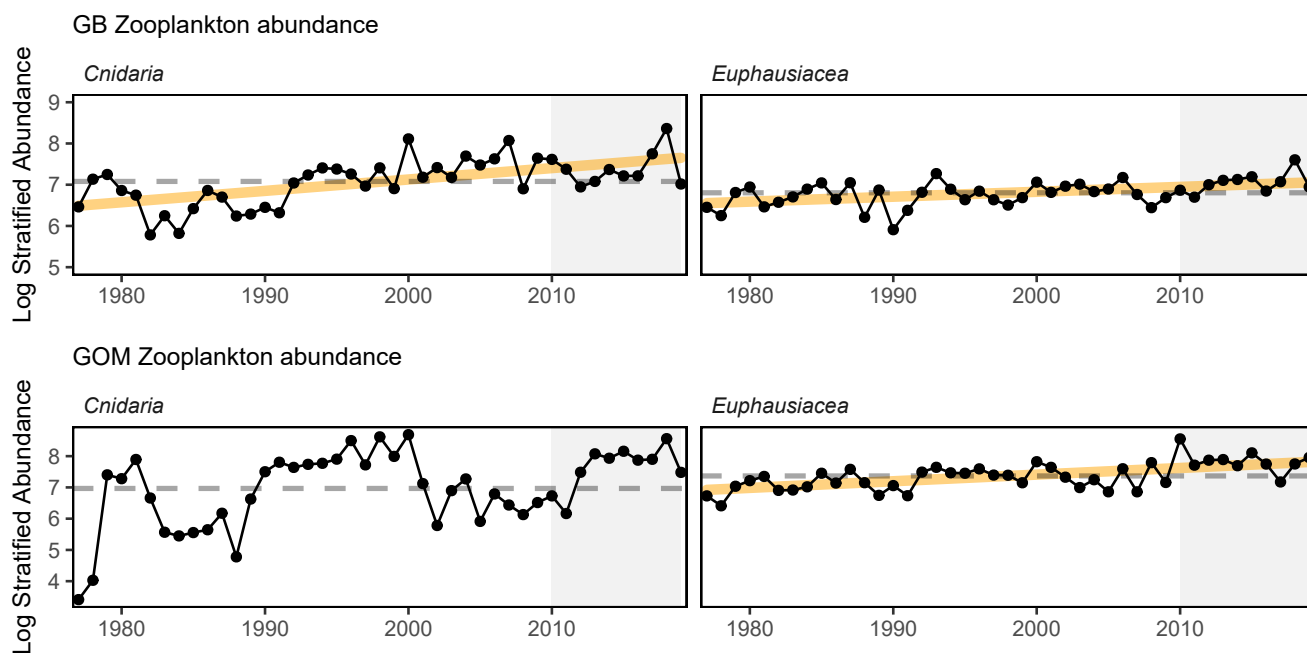 GB Zooplankton abundance
Cnidaria
Euphausiacea
Log Stratified Abundance
9
8
7
6
5
1980 1990 2000 2010
1980 1990 2000 2010
GOM Zooplankton abundance
Cnidaria
Euphausiacea
Log Stratified Abundance
8
7
6
5
4
1980 1990 2000 2010
1980 1990 2000 2010